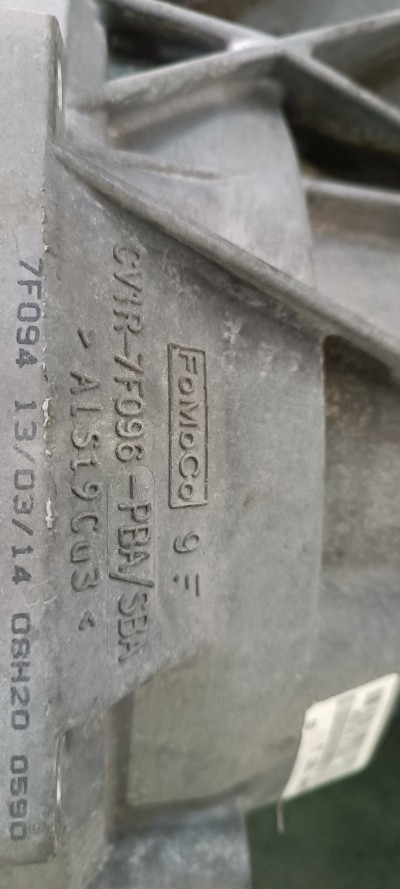 FoMoCo 9 F
CV1R-7F096-PBA/SBA
> ALSi9Cu3 <
7F094 13/03/14 08H20 0590